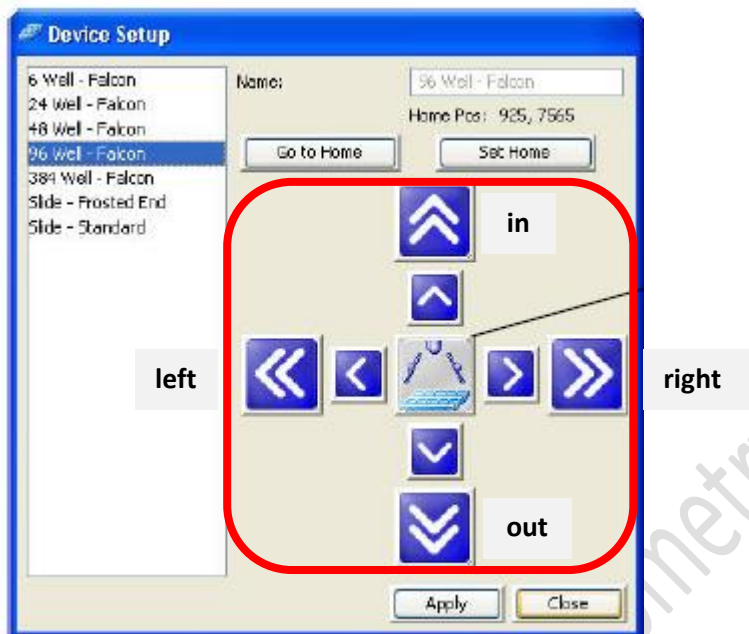 Device Setup
6 Well - Falcon
24 Well - Falcon
48 Well - Falcon
96 Well - Falcon
384 Well - Falcon
Slide - Frosted End
Slide - Standard
Name:
96 Well - Falcon
Home Pos: 925, 7565
Go to Home
Set Home
in
left
right
out
Apply
Close